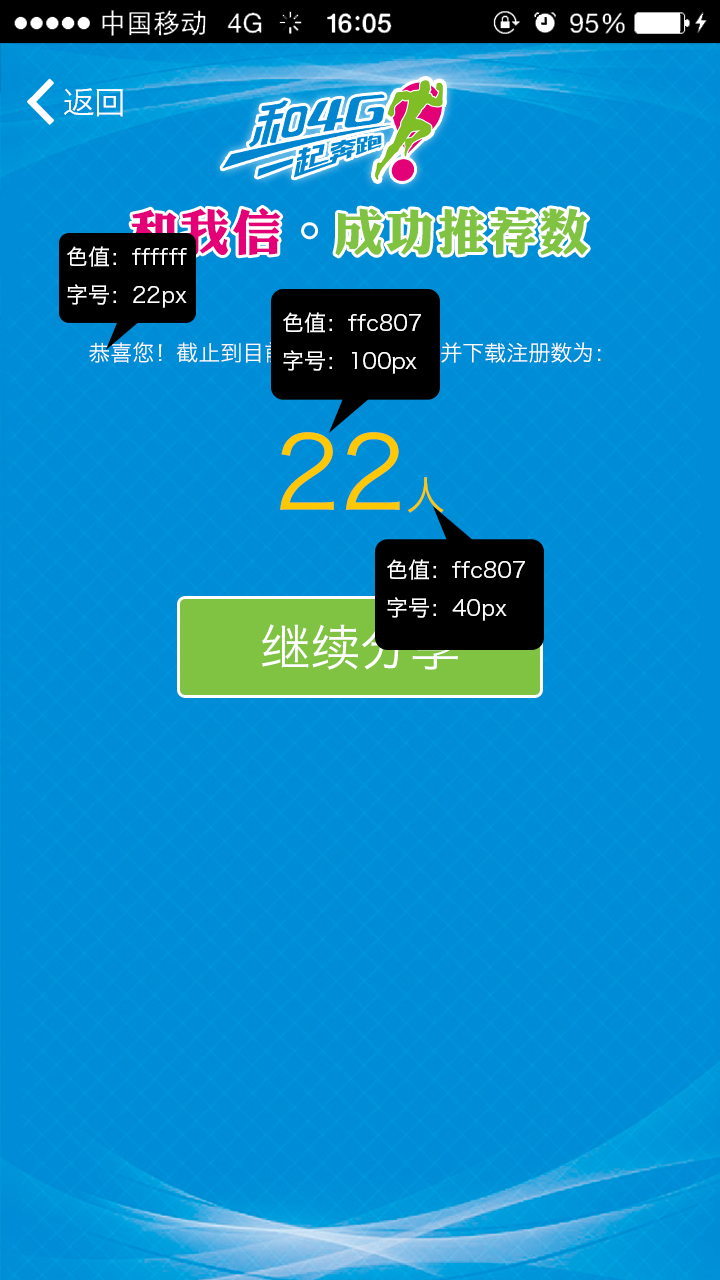 中国移动 4G 16:05 95%
返回
和4G
一起奔跑
和我信·成功推荐数
色值：ffffff
字号：22px
色值：ffc807
字号：100px
恭喜您！截止到目前 并下载注册数为：
22人
色值：ffc807
字号：40px
继续分享